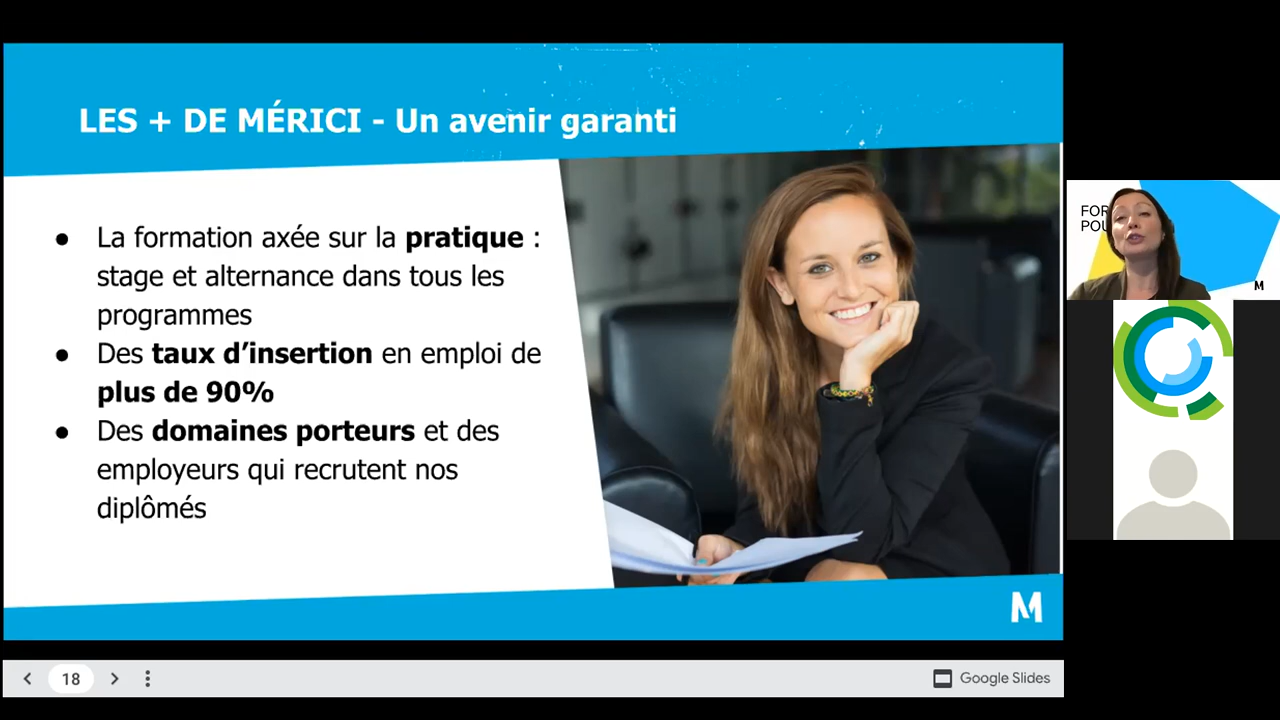 LES + DE MÉRICI - Un avenir garanti
● La formation axée sur la pratique :
stage et alternance dans tous les
programmes
● Des taux d’insertion en emploi de
plus de 90%
● Des domaines porteurs et des
employeurs qui recrutent nos
diplômés
M
18
Google Slides
FOR
POU
M